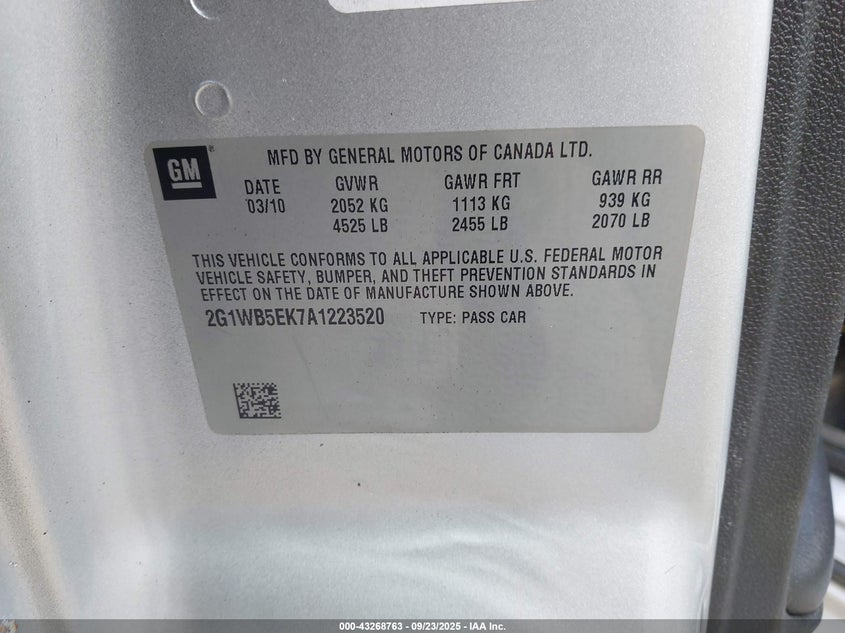 GM
MFD BY GENERAL MOTORS OF CANADA LTD.
DATE GVWR GAWR FRT GAWR RR
03/10 2052 KG 1113 KG 939 KG
4525 LB 2455 LB 2070 LB
THIS VEHICLE CONFORMS TO ALL APPLICABLE U.S. FEDERAL MOTOR
VEHICLE SAFETY, BUMPER, AND THEFT PREVENTION STANDARDS IN
EFFECT ON THE DATE OF MANUFACTURE SHOWN ABOVE.
2G1WB5EK7A1223520 TYPE: PASS CAR
000-43268763 - 09/23/2025 - IAA Inc.